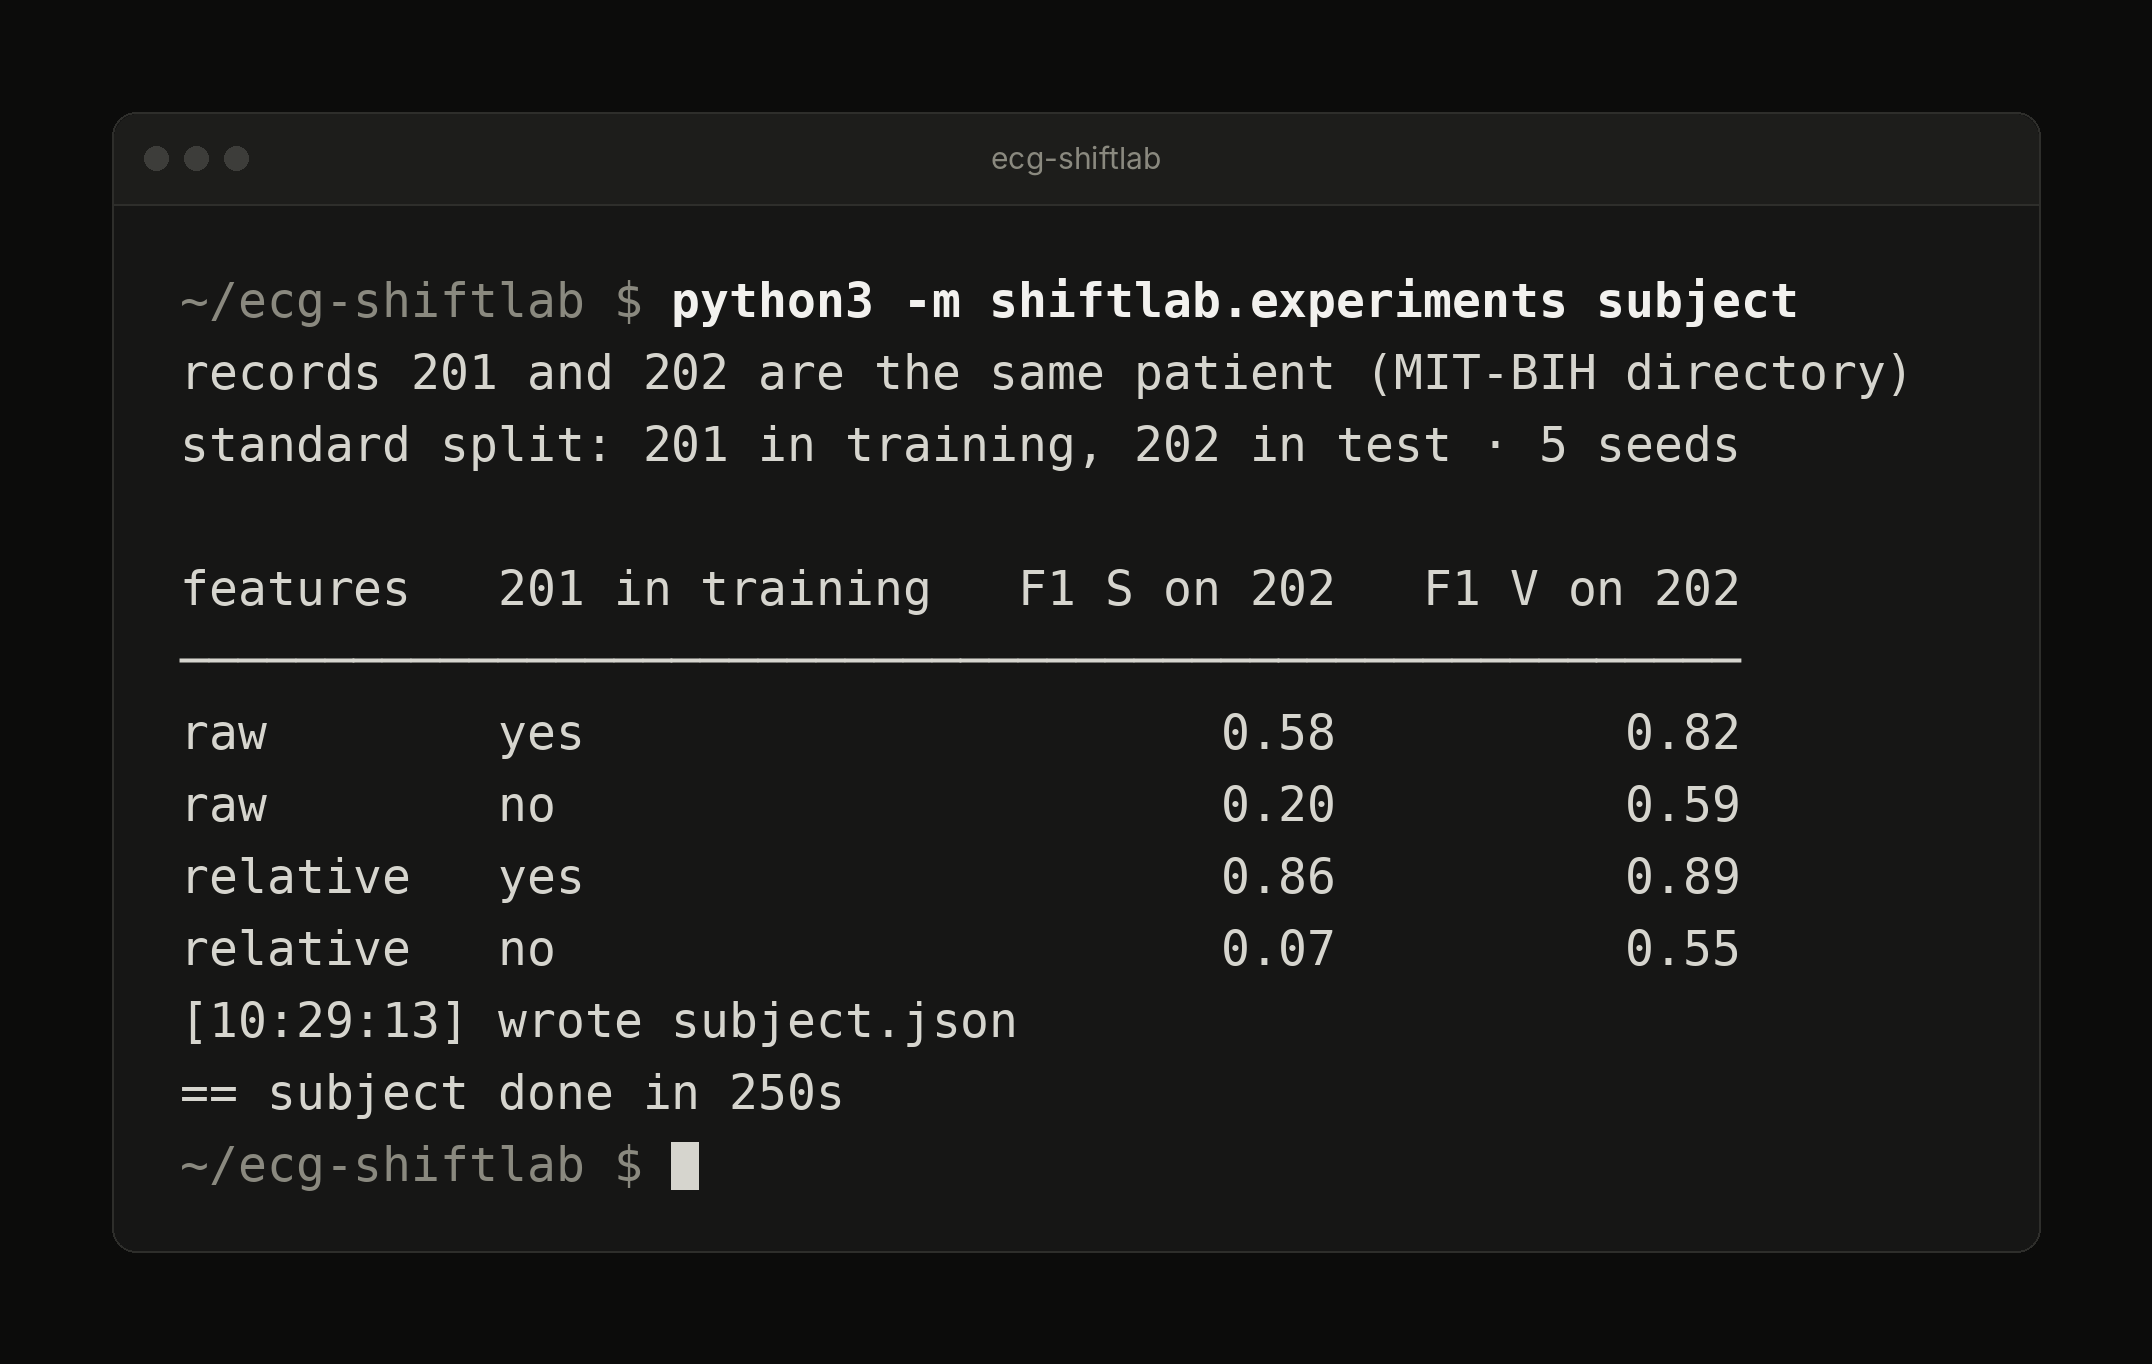 ecg-shiftlab
~/ecg-shiftlab $ python3 -m shiftlab.experiments subject
records 201 and 202 are the same patient (MIT-BIH directory)
standard split: 201 in training, 202 in test · 5 seeds
features   201 in training   F1 S on 202   F1 V on 202
raw        yes                      0.58          0.82
raw        no                       0.20          0.59
relative   yes                      0.86          0.89
relative   no                       0.07          0.55
[10:29:13] wrote subject.json
== subject done in 250s
~/ecg-shiftlab $